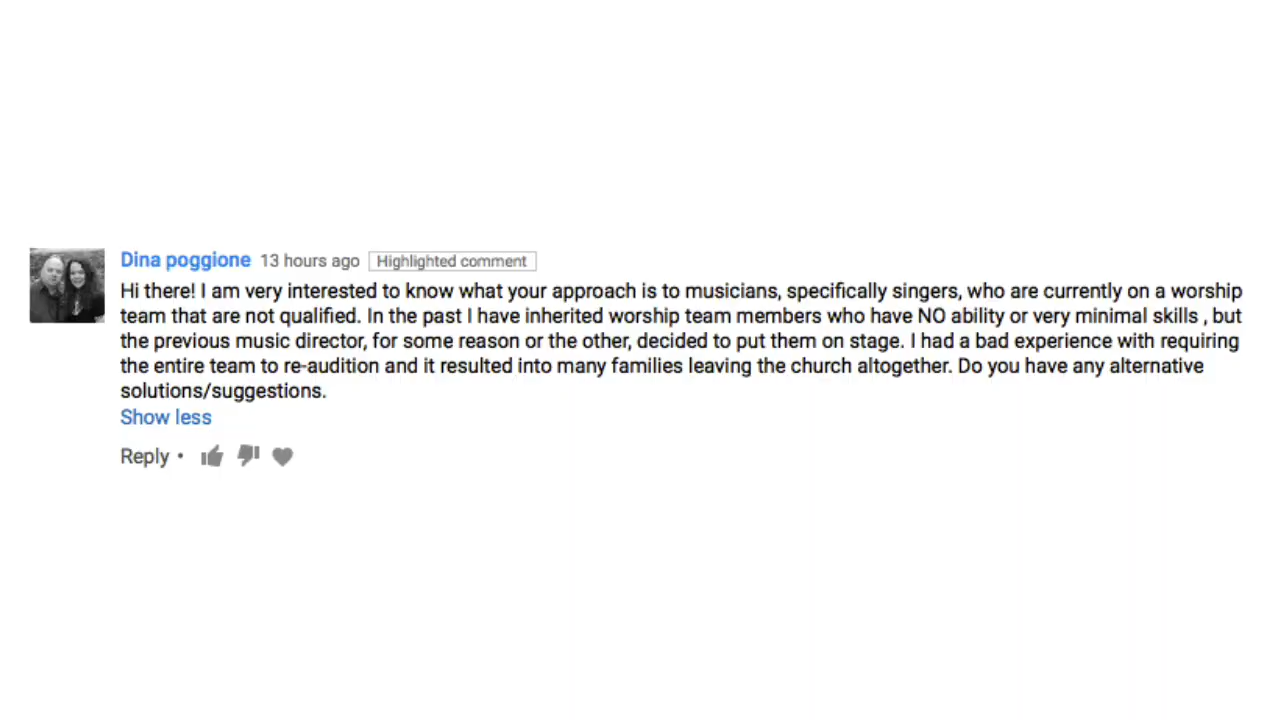 Dina poggione 13 hours ago Highlighted comment
Hi there! I am very interested to know what your approach is to musicians, specifically singers, who are currently on a worship
team that are not qualified. In the past I have inherited worship team members who have NO ability or very minimal skills , but
the previous music director, for some reason or the other, decided to put them on stage. I had a bad experience with requiring
the entire team to re-audition and it resulted into many families leaving the church altogether. Do you have any alternative
solutions/suggestions.
Show less
Reply •